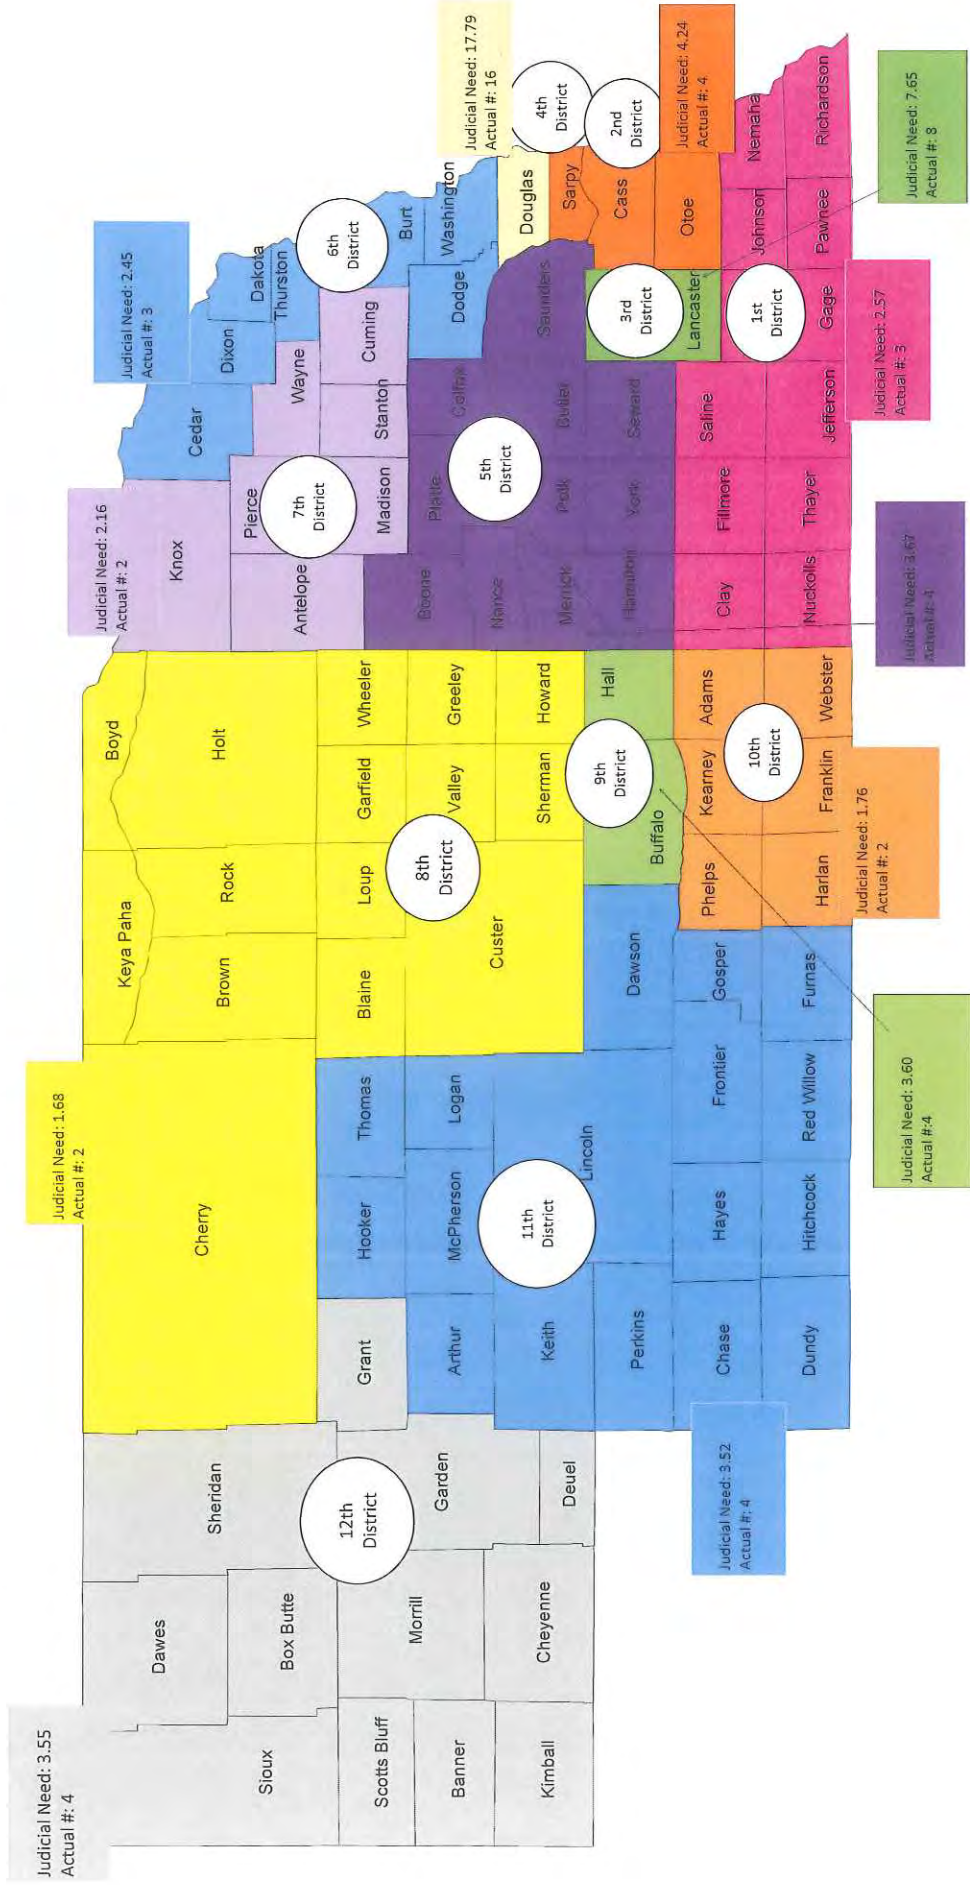 Judicial Need: 3.55
Actual #: 4
Judicial Need: 1.68
Actual #: 2
Judicial Need: 2.16
Actual #: 2
Judicial Need: 2.45
Actual #: 3
Judicial Need: 17.79
Actual #: 16
Sioux
Dawes
Box Butte
Sheridan
Scotts Bluff
Banner
Kimball
Morrill
Cheyenne
Garden
Deuel
Grant
12th
District
Cherry
Keya Paha
Boyd
Brown
Rock
Holt
Blaine
Loup
Garfield
Wheeler
Custer
Valley
Greeley
Sherman
Howard
8th
District
Hooker
Thomas
Arthur
McPherson
Logan
Keith
Lincoln
Perkins
Dawson
Chase
Hayes
Frontier
Gosper
Dundy
Hitchcock
Red Willow
Furnas
11th
District
Buffalo
Hall
9th
District
Phelps
Kearney
Adams
Harlan
Franklin
Webster
10th
District
Knox
Antelope
Pierce
Wayne
Madison
Stanton
Cuming
7th
District
Cedar
Dixon
Dakota
Thurston
Burt
Dodge
Washington
6th
District
Boone
Platte
Colfax
Nance
Merrick
Polk
Butler
Saunders
Hamilton
York
Seward
5th
District
Douglas
4th
District
Sarpy
Cass
Otoe
2nd
District
Lancaster
3rd
District
Clay
Fillmore
Saline
Nuckolls
Thayer
Jefferson
Gage
Johnson
Nemaha
Pawnee
Richardson
1st
District
Judicial Need: 4.24
Actual #: 4
Judicial Need: 3.52
Actual #: 4
Judicial Need: 3.60
Actual #:4
Judicial Need: 1.76
Actual #: 2
Judicial Need: 3.67
Actual #: 4
Judicial Need: 2.57
Actual #: 3
Judicial Need: 7.65
Actual #: 8